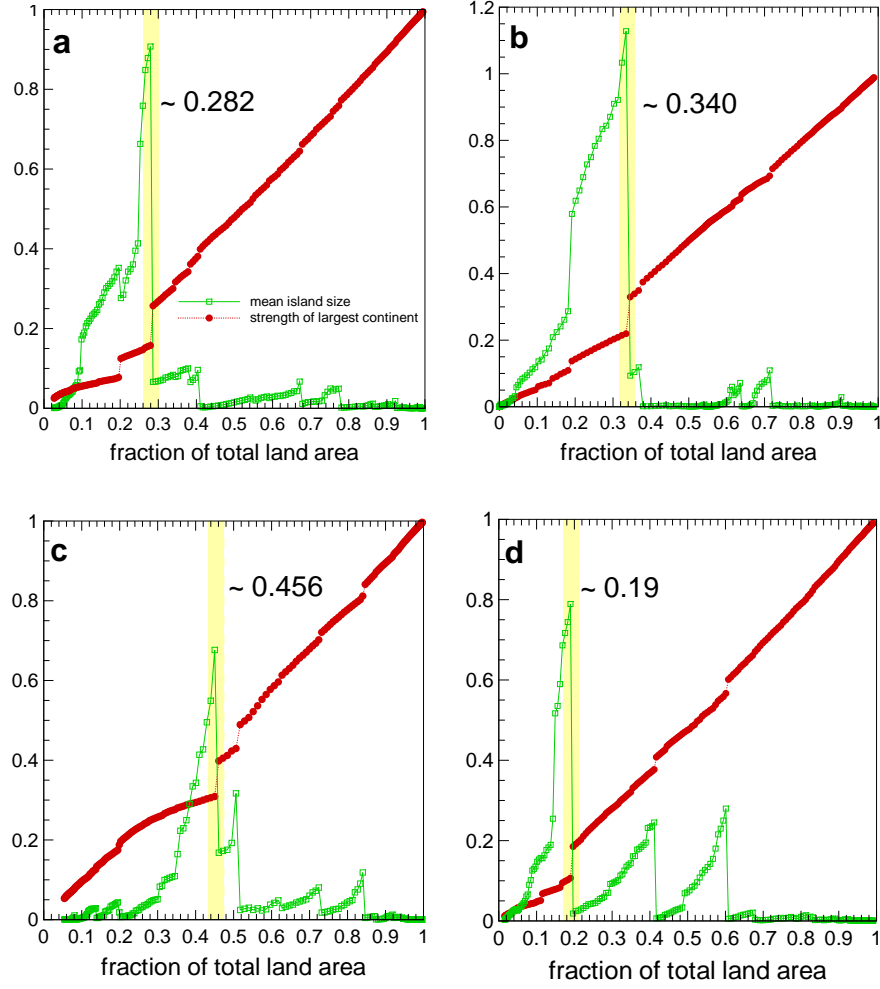 a
~ 0.282
mean island size
strength of largest continent
0
0.2
0.4
0.6
0.8
1
0 0.1 0.2 0.3 0.4 0.5 0.6 0.7 0.8 0.9 1
fraction of total land area
b
~ 0.340
0
0.2
0.4
0.6
0.8
1
1.2
0 0.1 0.2 0.3 0.4 0.5 0.6 0.7 0.8 0.9 1
fraction of total land area
c
~ 0.456
0
0.2
0.4
0.6
0.8
1
0 0.1 0.2 0.3 0.4 0.5 0.6 0.7 0.8 0.9 1
fraction of total land area
d
~ 0.19
0
0.2
0.4
0.6
0.8
1
0 0.1 0.2 0.3 0.4 0.5 0.6 0.7 0.8 0.9 1
fraction of total land area